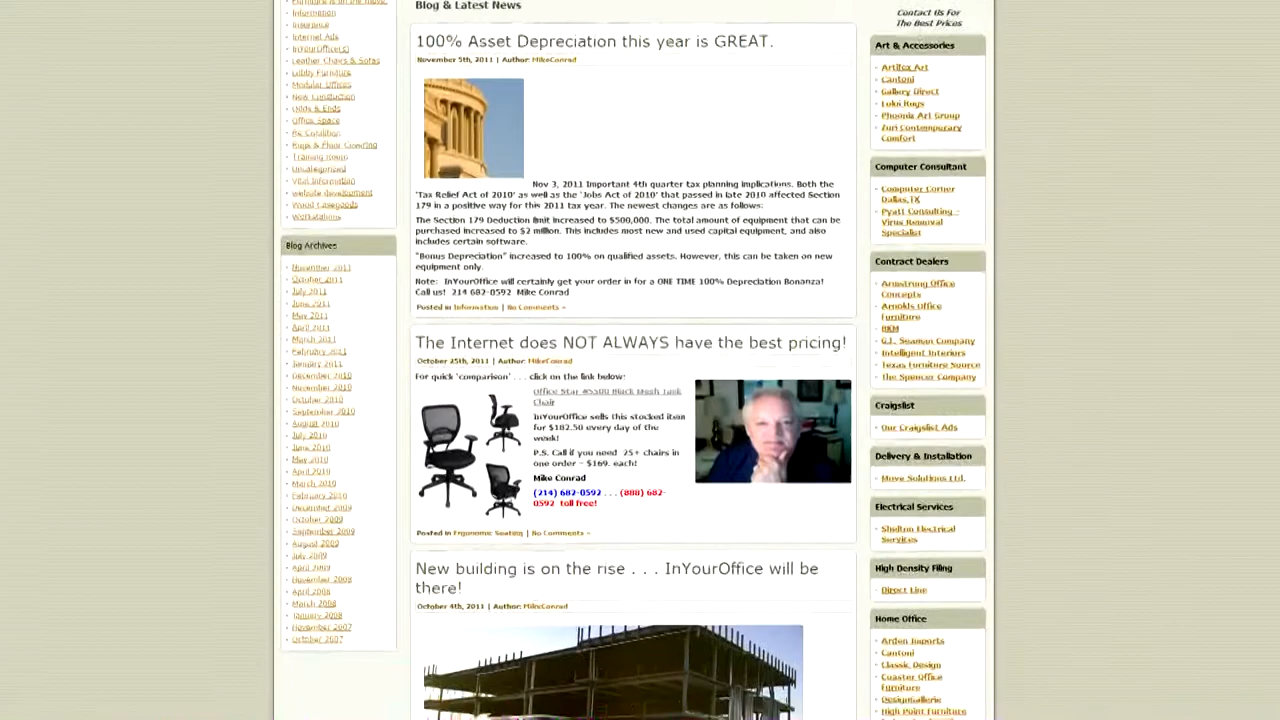 Information
Insurance
Internet Ads
InYourOffice(s)
Leather Chairs & Sofas
Lobby Furniture
Modular Offices
New Construction
Odds & Ends
Office Space
Re-Condition
Rugs & Floor Covering
Training Room
Uncategorized
Vital Information
website development
Wood Casegoods
Workstations
Blog Archives
November 2011
October 2011
July 2011
June 2011
May 2011
April 2011
March 2011
February 2011
January 2011
December 2010
November 2010
October 2010
September 2010
August 2010
July 2010
June 2010
May 2010
April 2010
March 2010
February 2010
December 2009
October 2009
September 2009
August 2009
July 2009
April 2009
November 2008
April 2008
March 2008
January 2008
November 2007
October 2007
Blog & Latest News
100% Asset Depreciation this year is GREAT.
November 5th, 2011 | Author: MikeConrad
Nov 3, 2011 Important 4th quarter tax planning implications. Both the
'Tax Relief Act of 2010' as well as the 'Jobs Act of 2010' that passed in late 2010 affected Section
179 in a positive way for this 2011 tax year. The newest changes are as follows:
The Section 179 Deduction limit increased to $500,000. The total amount of equipment that can be
purchased increased to $2 million. This includes most new and used capital equipment, and also
includes certain software.
"Bonus Depreciation" increased to 100% on qualified assets. However, this can be taken on new
equipment only.
Note: InYourOffice will certainly get your order in for a ONE TIME 100% Depreciation Bonanza!
Call us! 214-682-0592 Mike Conrad
Posted in Information | No Comments »
The Internet does NOT ALWAYS have the best pricing!
October 25th, 2011 | Author: MikeConrad
For quick 'comparison' . . . click on the link below:
Office Star #5500 Black Mesh Task
Chair
InYourOffice sells this stocked item
for $182.50 every day of the
week!
P.S. Call if you need 25+ chairs in
one order – $169. each!
Mike Conrad
(214) 682-0592 . . . (888) 682-
0592 toll free!
Posted in Ergonomic Seating | No Comments »
New building is on the rise . . . InYourOffice will be
there!
October 4th, 2011 | Author: MikeConrad
Contact Us For
The Best Prices
Art & Accessories
Artifax Art
Cantoni
Gallery Direct
Loloi Rugs
Phoenix Art Group
Zuri Contemporary
Comfort
Computer Consultant
Computer Corner
Dallas, TX
Pyatt Consulting –
Virus Removal
Specialist
Contract Dealers
Armstrong Office
Concepts
Arnolds Office
Furniture
BKM
G.L. Seaman Company
Intelligent Interiors
Texas Furniture Source
The Spencer Company
Craigslist
Our Craigslist Ads
Delivery & Installation
Move Solutions Ltd.
Electrical Services
Shelton Electrical
Services
High Density Filing
Direct Line
Home Office
Arden Imports
Cantoni
Classic Design
Coaster Office
Furniture
DesignGallerie
High Point Furniture